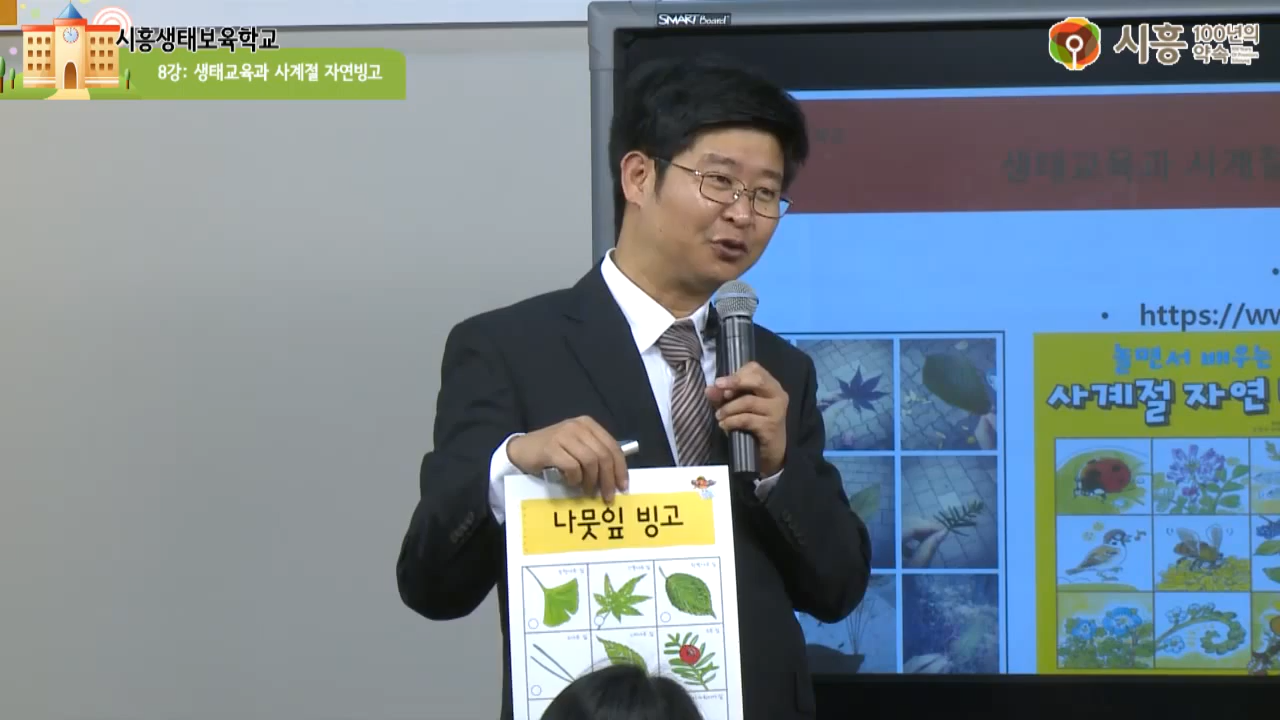 시흥생태보육학교
8강: 생태교육과 사계절 자연빙고
SMART Board
시흥 100년의 약속
생태교육과 사계절
• https://ww
놀면서 배우는
사계절 자연
나뭇잎 빙고